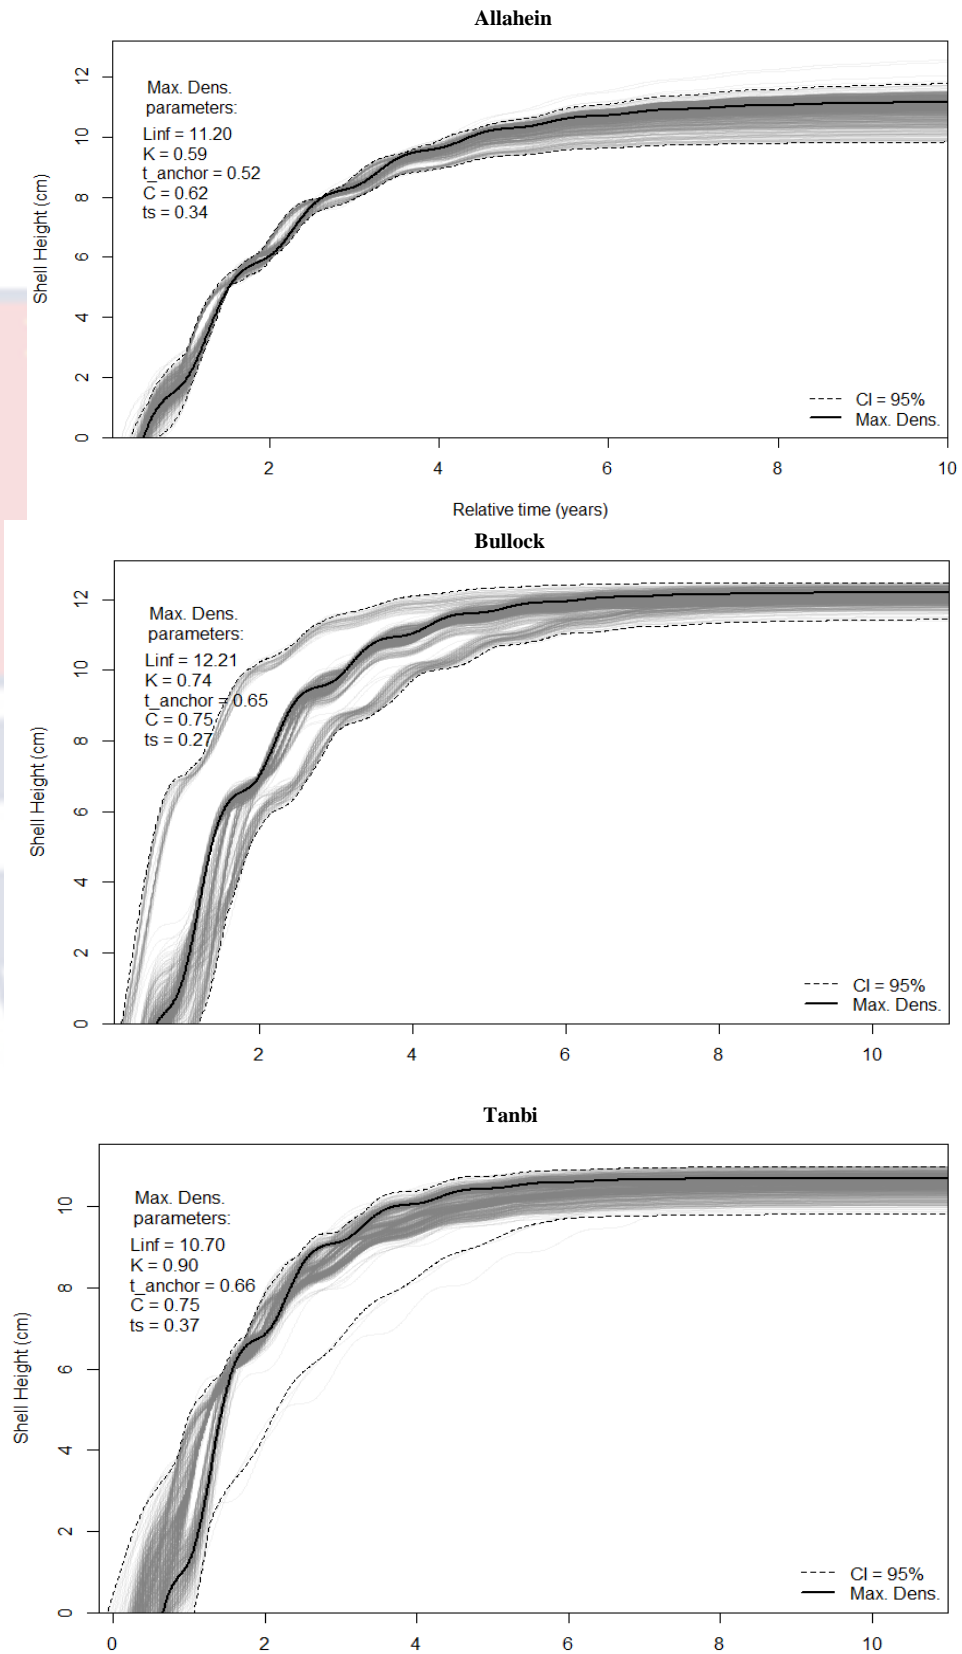 Allahein
Max. Dens.
parameters:
Linf = 11.20
K = 0.59
t_anchor = 0.52
C = 0.62
ts = 0.34
Shell Height (cm)
0 2 4 6 8 10 12
CI = 95%
Max. Dens.
2 4 6 8 10
Relative time (years)
Bullock
Max. Dens.
parameters:
Linf = 12.21
K = 0.74
t_anchor = 0.65
C = 0.75
ts = 0.27
Shell Height (cm)
0 2 4 6 8 10 12
CI = 95%
Max. Dens.
2 4 6 8 10
Tanbi
Max. Dens.
parameters:
Linf = 10.70
K = 0.90
t_anchor = 0.66
C = 0.75
ts = 0.37
Shell Height (cm)
0 2 4 6 8 10
CI = 95%
Max. Dens.
0 2 4 6 8 10